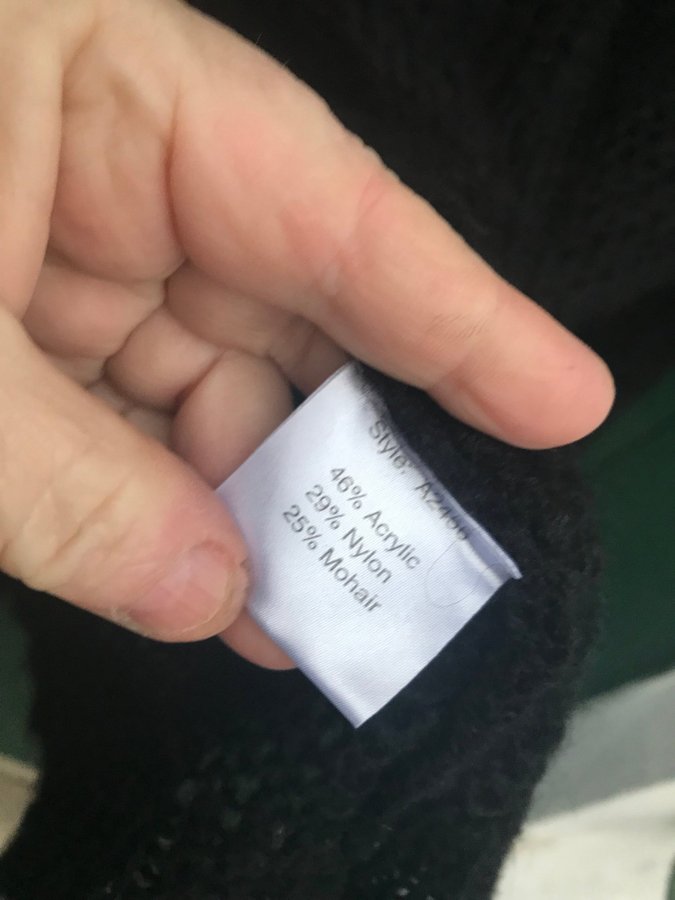 Style:
46% Acrylic
29% Nylon
25% Mohair